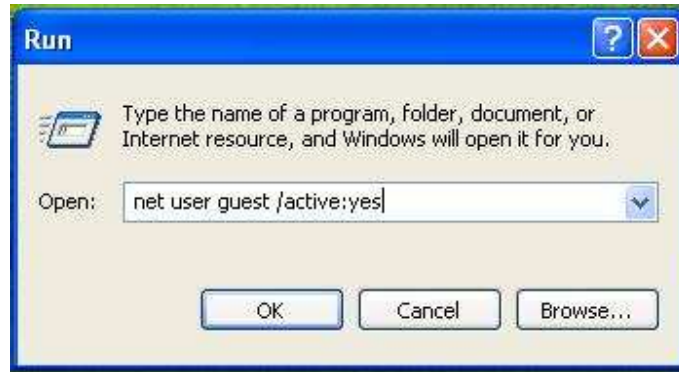 Run
Type the name of a program, folder, document, or
Internet resource, and Windows will open it for you.
Open: net user guest /active:yes
OK Cancel Browse...